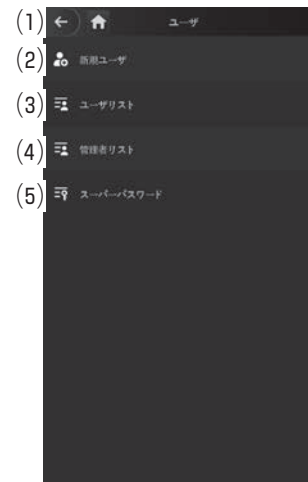 (1) ユーザ
(2) 新規ユーザ
(3) ユーザリスト
(4) 管理者リスト
(5) スーパーパスワード